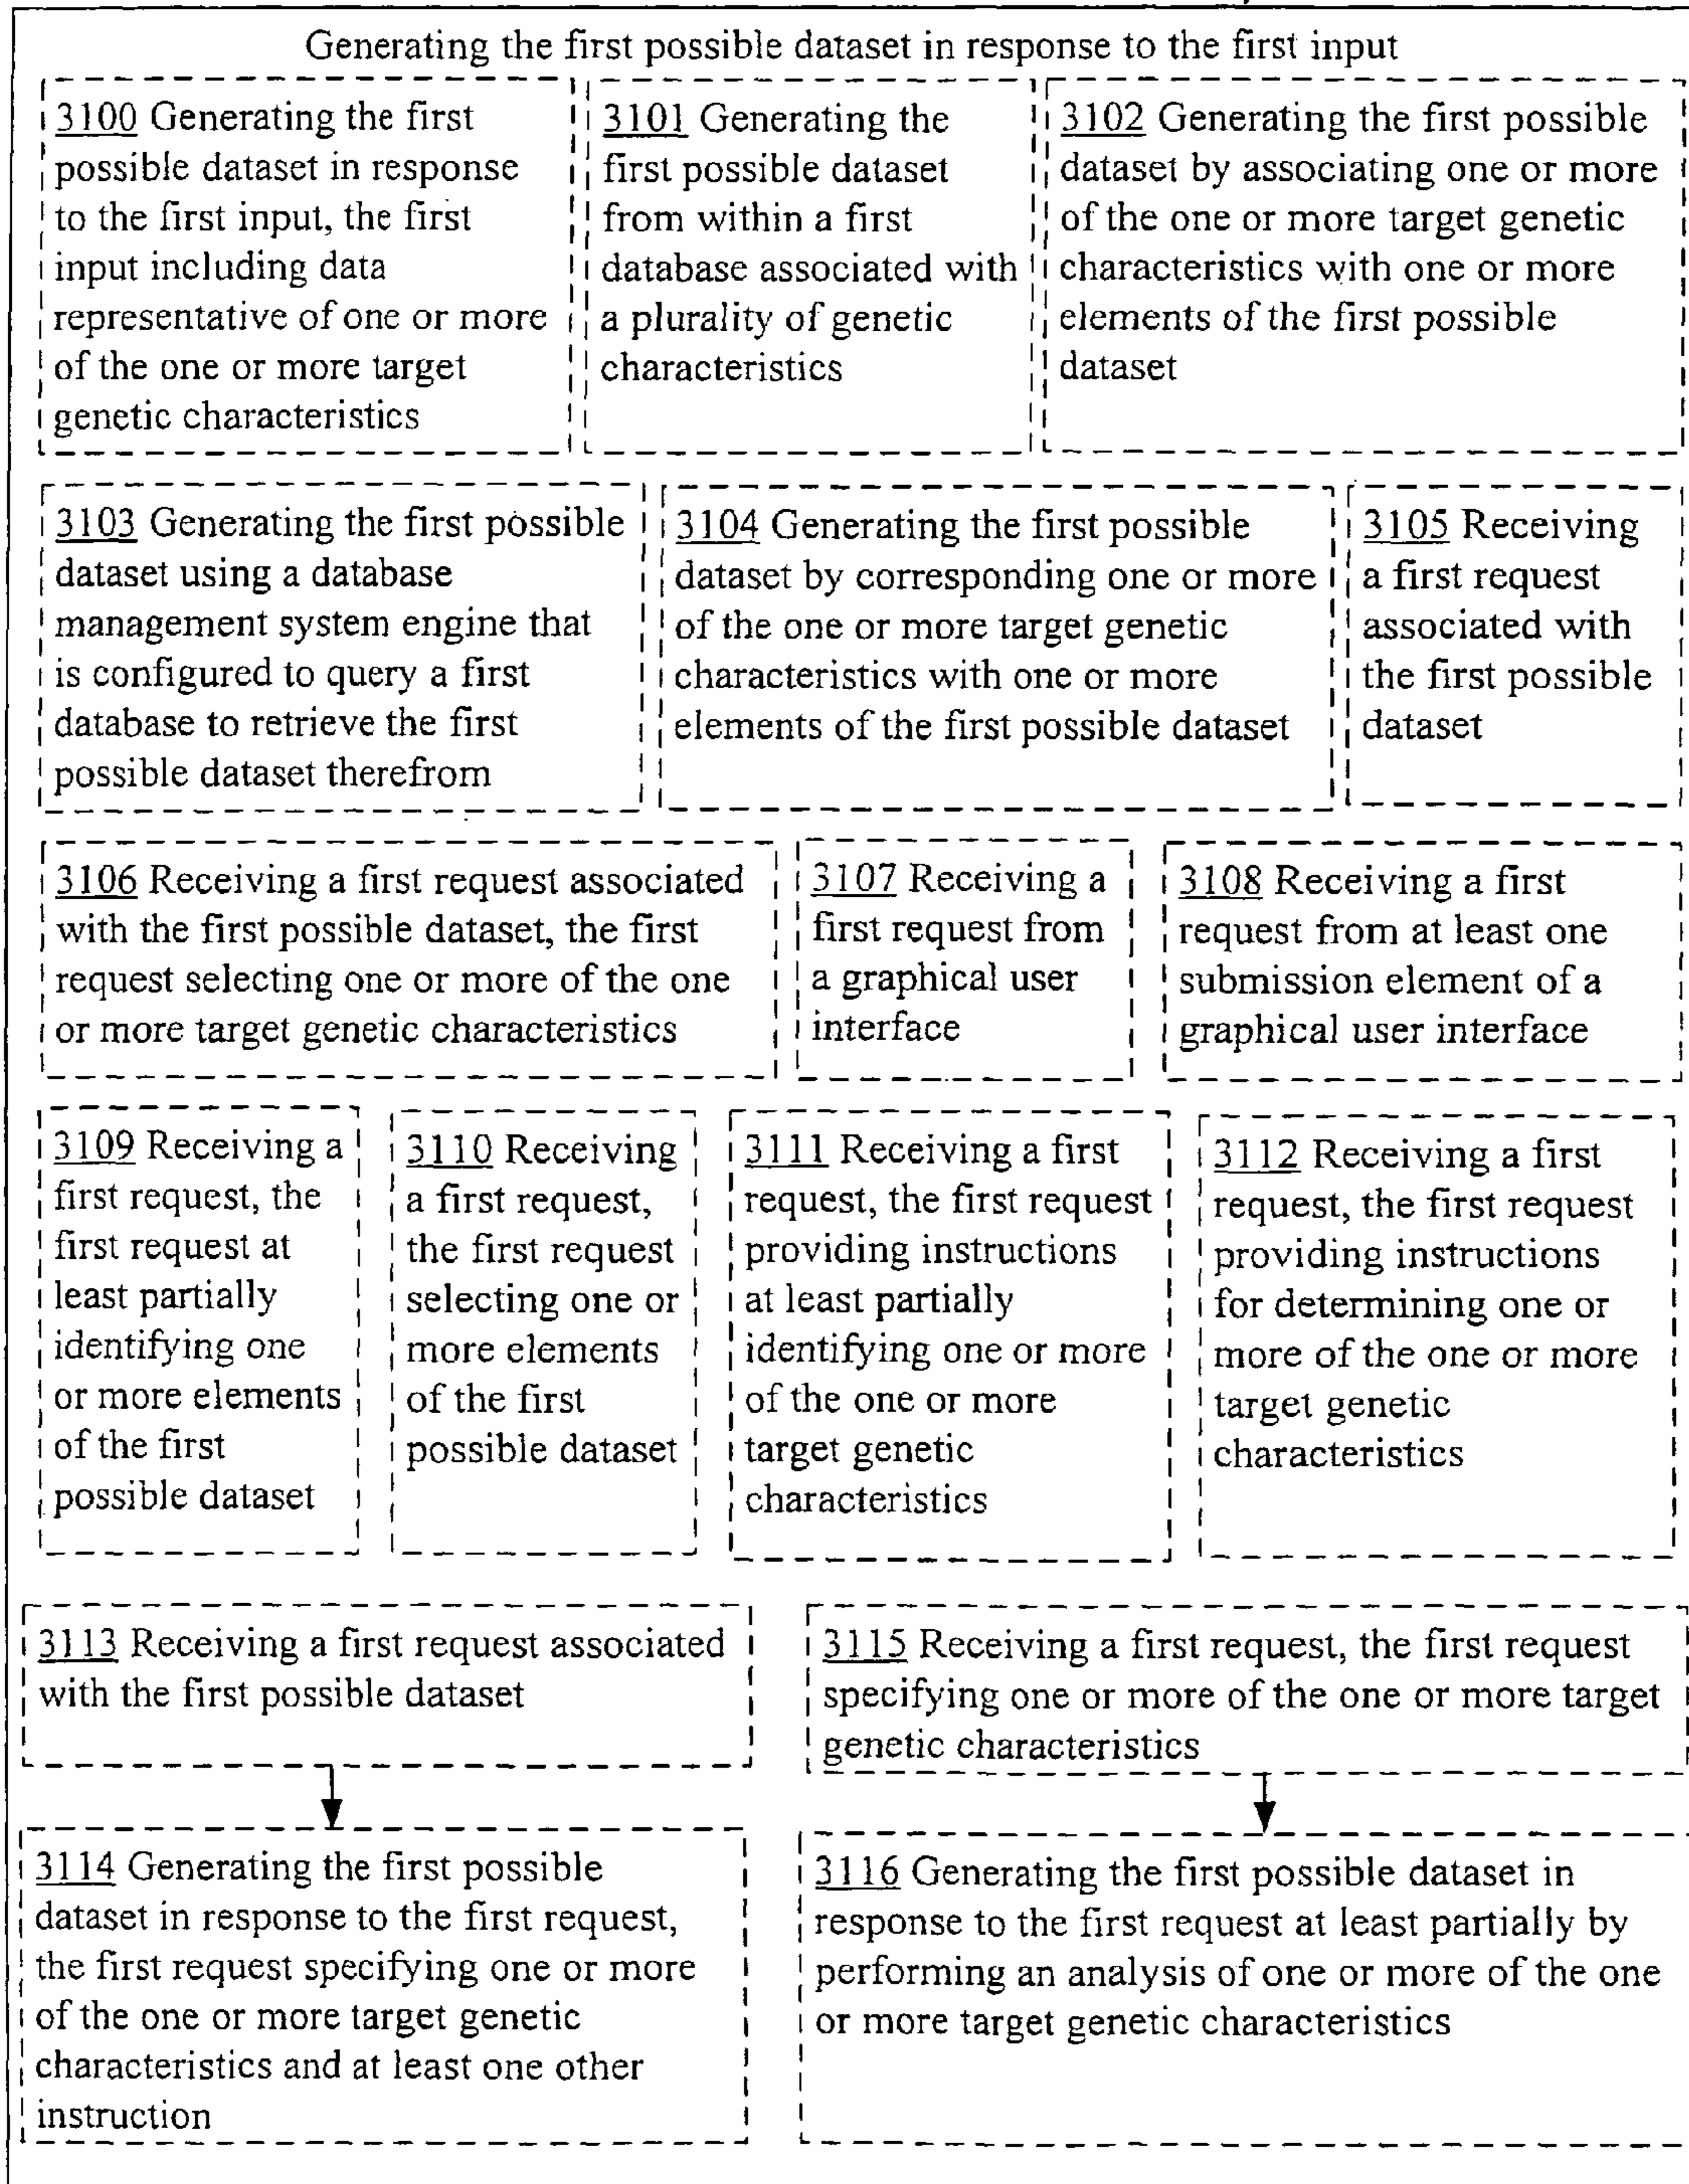 Generating the first possible dataset in response to the first input
3100 Generating the first
possible dataset in response
to the first input, the first
input including data
representative of one or more
of the one or more target
genetic characteristics
3101 Generating the
first possible dataset
from within a first
database associated with
a plurality of genetic
characteristics
3102 Generating the first possible
dataset by associating one or more
of the one or more target genetic
characteristics with one or more
elements of the first possible
dataset
3103 Generating the first possible
dataset using a database
management system engine that
is configured to query a first
database to retrieve the first
possible dataset therefrom
3104 Generating the first possible
dataset by corresponding one or more
of the one or more target genetic
characteristics with one or more
elements of the first possible dataset
3105 Receiving
a first request
associated with
the first possible
dataset
3106 Receiving a first request associated
with the first possible dataset, the first
request selecting one or more of the one
or more target genetic characteristics
3107 Receiving a
first request from
a graphical user
interface
3108 Receiving a first
request from at least one
submission element of a
graphical user interface
3109 Receiving a
first request, the
first request at
least partially
identifying one
or more elements
of the first
possible dataset
3110 Receiving
a first request,
the first request
selecting one or
more elements
of the first
possible dataset
3111 Receiving a first
request, the first request
providing instructions
at least partially
identifying one or more
of the one or more
target genetic
characteristics
3112 Receiving a first
request, the first request
providing instructions
for determining one or
more of the one or more
target genetic
characteristics
3113 Receiving a first request associated
with the first possible dataset
3115 Receiving a first request, the first request
specifying one or more of the one or more target
genetic characteristics
3114 Generating the first possible
dataset in response to the first request,
the first request specifying one or more
of the one or more target genetic
characteristics and at least one other
instruction
3116 Generating the first possible dataset in
response to the first request at least partially by
performing an analysis of one or more of the one
or more target genetic characteristics